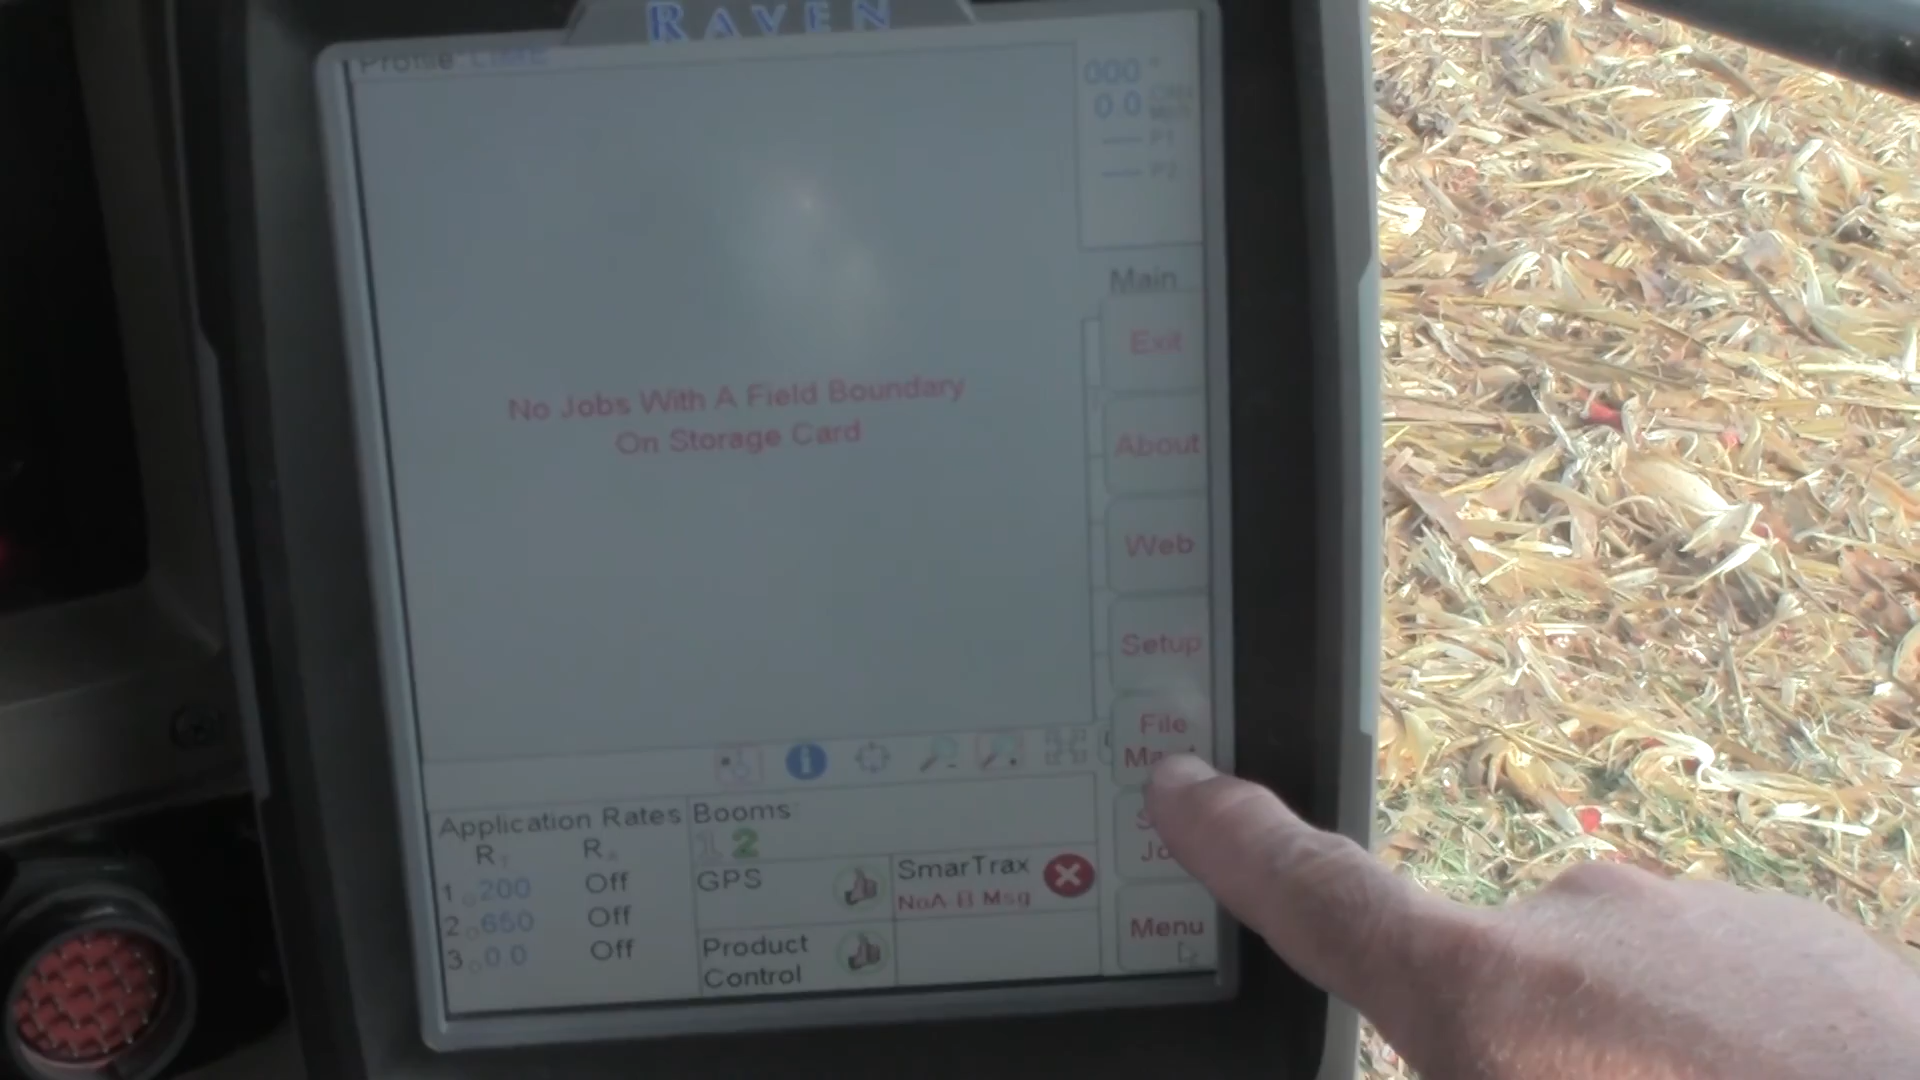 RAVEN
Profile
000 °
0.0
P1
P2
Main
Exit
No Jobs With A Field Boundary
On Storage Card
About
Web
Setup
File
Menu
Application Rates
R
R
1 200 Off
2 650 Off
3 0.0 Off
Booms
1 2
GPS
SmarTrax
NoA-B Msg
Product
Control